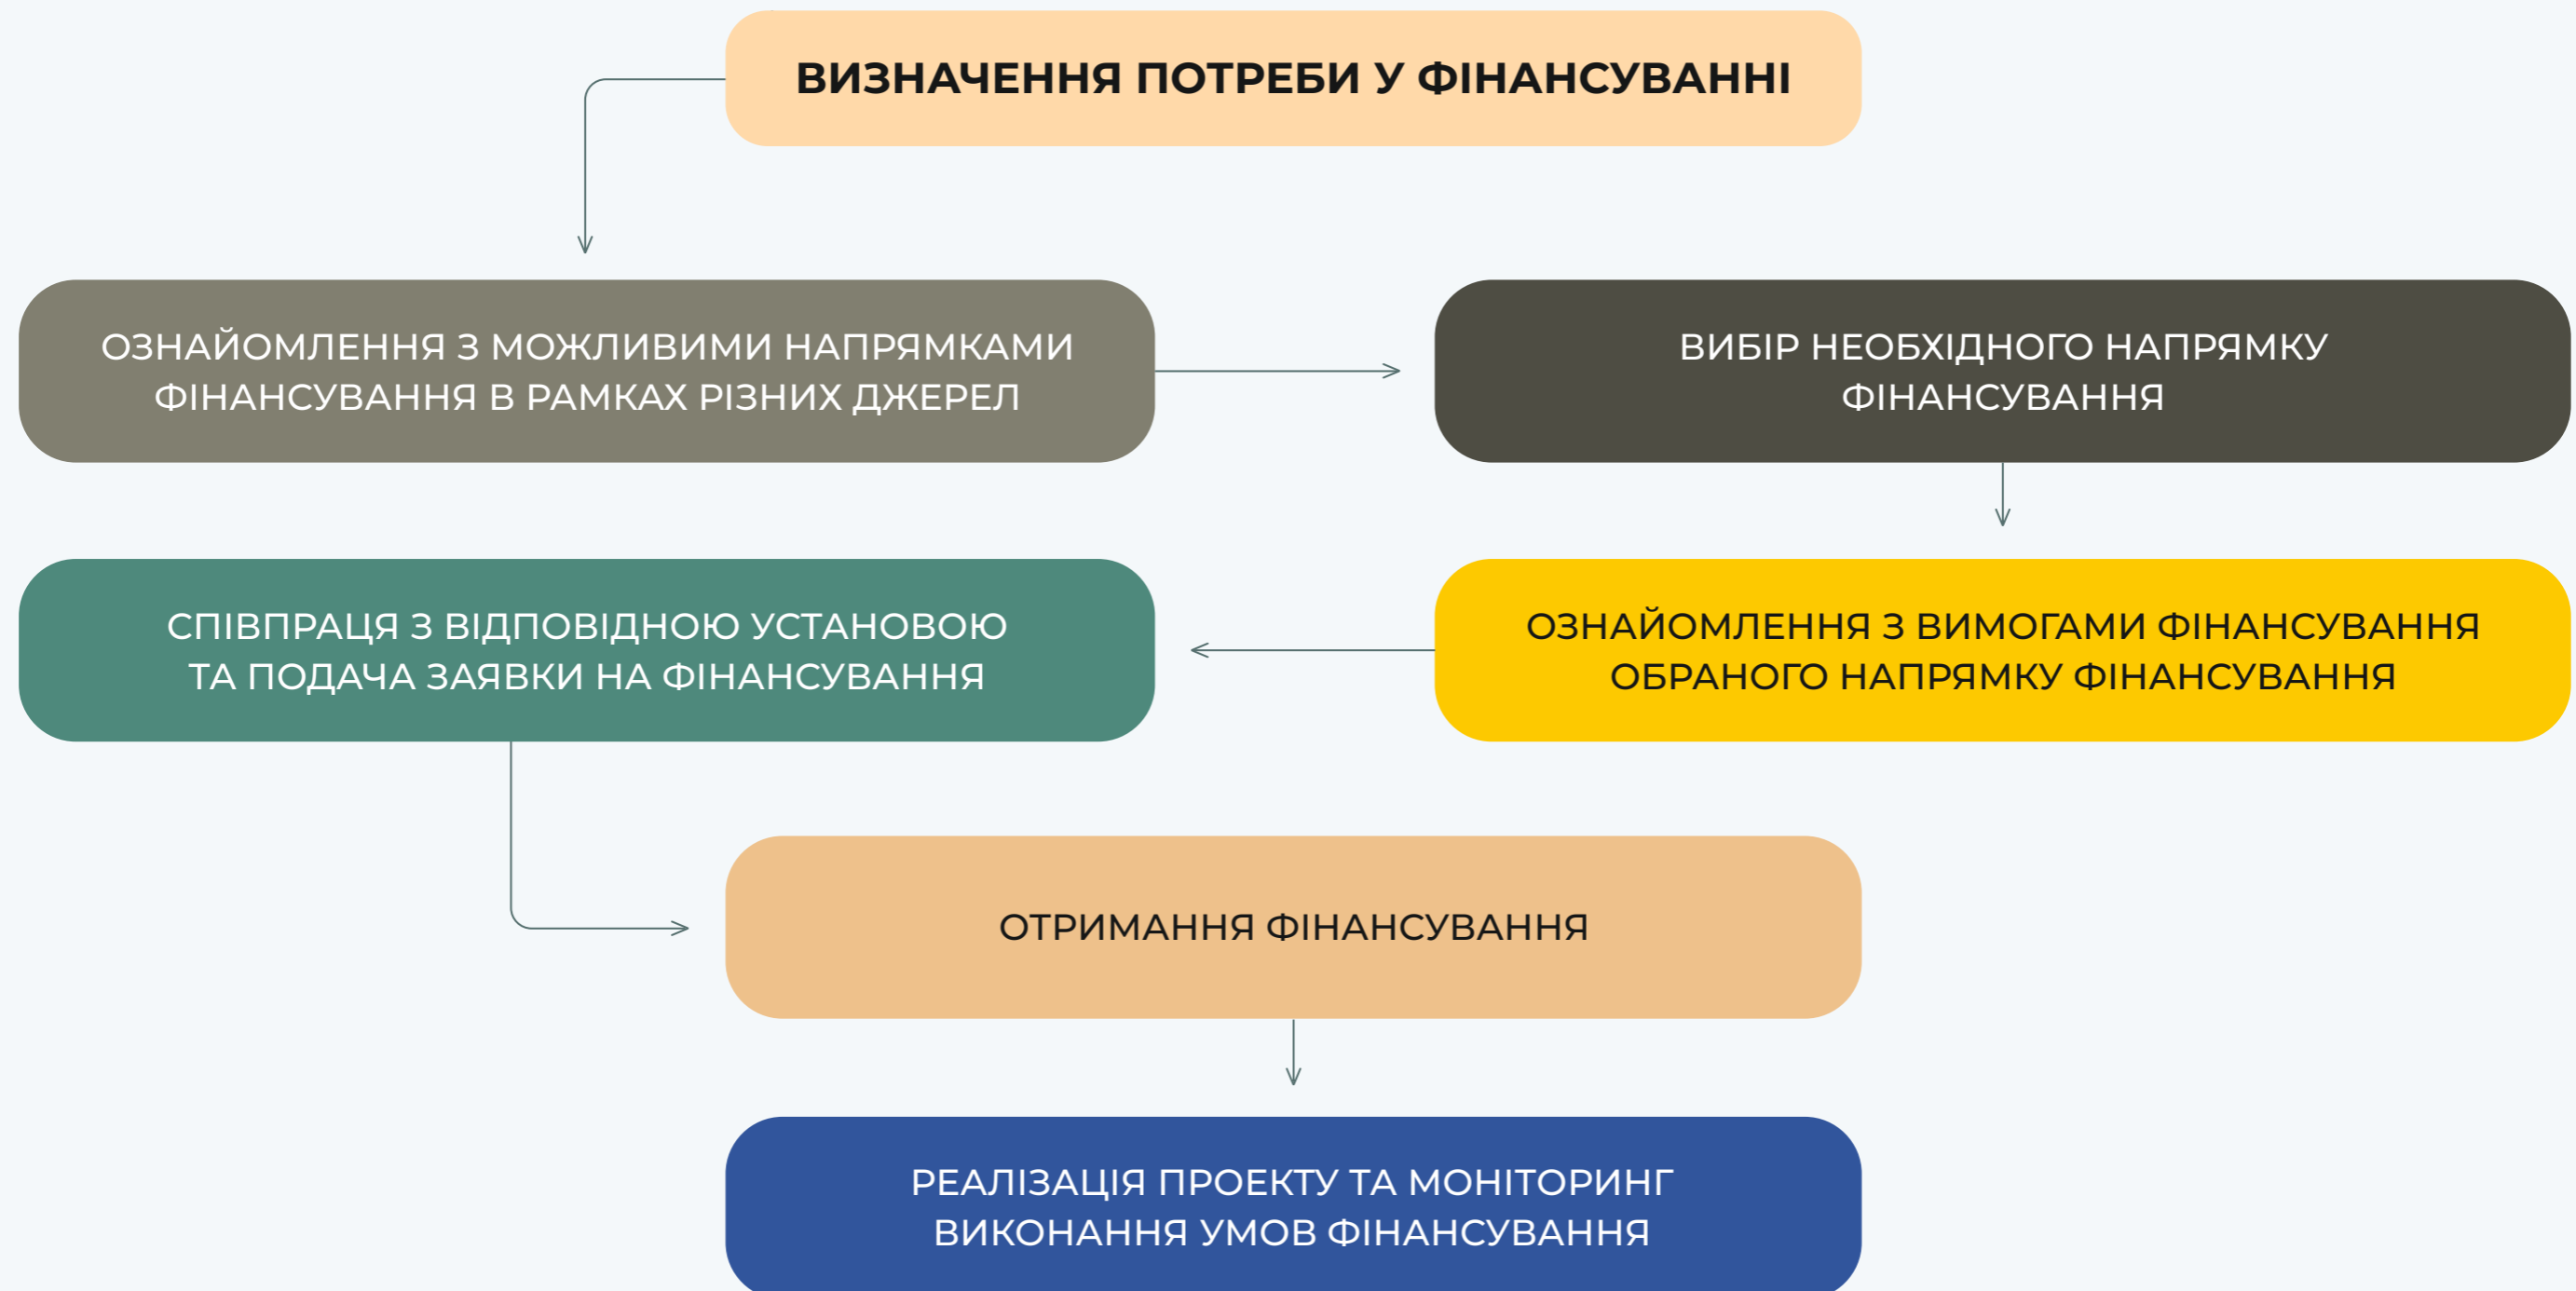 ВИЗНАЧЕННЯ ПОТРЕБИ У ФІНАНСУВАННІ
ОЗНАЙОМЛЕННЯ З МОЖЛИВИМИ НАПРЯМКАМИ
ФІНАНСУВАННЯ В РАМКАХ РІЗНИХ ДЖЕРЕЛ
ВИБІР НЕОБХІДНОГО НАПРЯМКУ
ФІНАНСУВАННЯ
ОЗНАЙОМЛЕННЯ З ВИМОГАМИ ФІНАНСУВАННЯ
ОБРАНОГО НАПРЯМКУ ФІНАНСУВАННЯ
СПІВПРАЦЯ З ВІДПОВІДНОЮ УСТАНОВОЮ
ТА ПОДАЧА ЗАЯВКИ НА ФІНАНСУВАННЯ
ОТРИМАННЯ ФІНАНСУВАННЯ
РЕАЛІЗАЦІЯ ПРОЕКТУ ТА МОНІТОРИНГ
ВИКОНАННЯ УМОВ ФІНАНСУВАННЯ